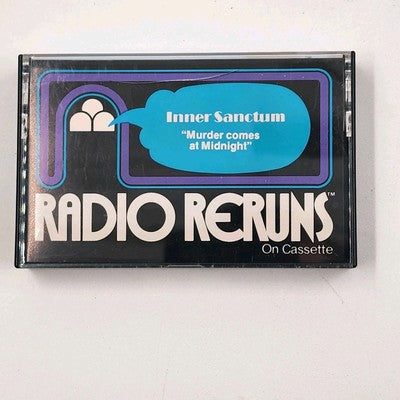 Inner Sanctum
"Murder comes
at Midnight"
RADIO RERUNS™
On Cassette